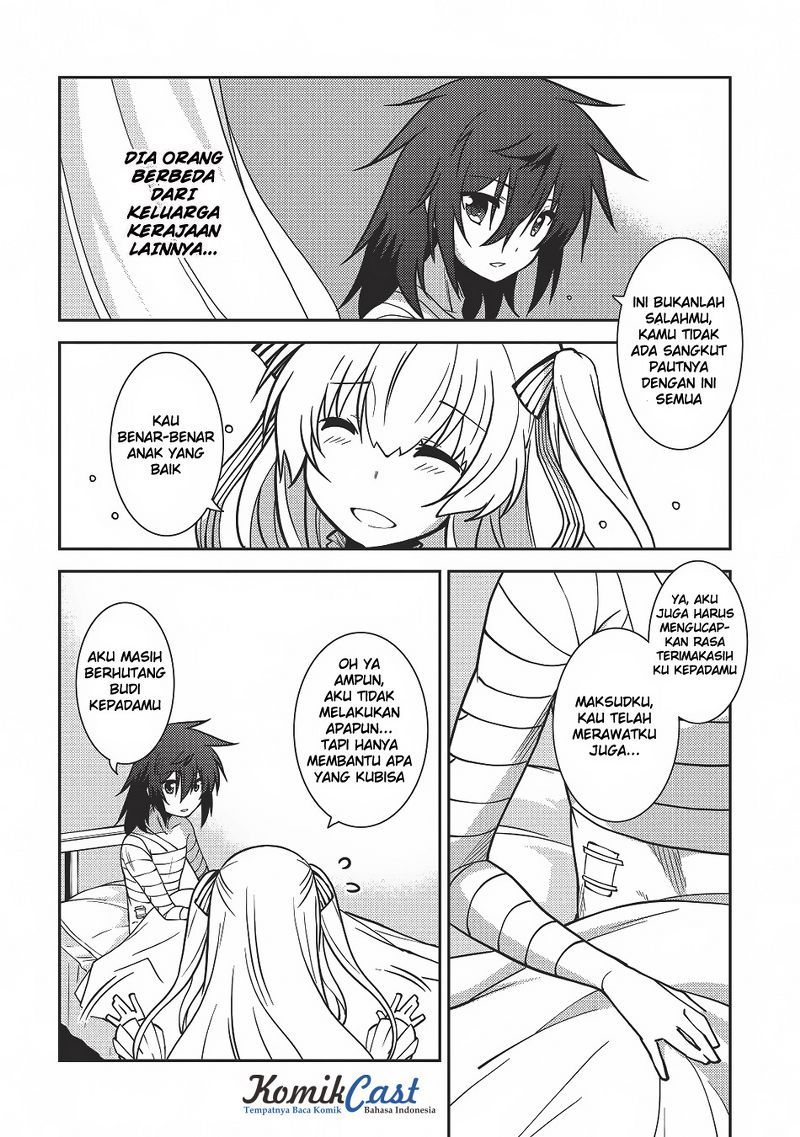 DIA ORANG
BERBEDA
DARI
KELUARGA
KERAJAAN
LAINNYA...
INI BUKANLAH
SALAHMU,
KAMU TIDAK
ADA SANGKUT
PAUTNYA
DENGAN INI
SEMUA
KAU
BENAR-BENAR
ANAK YANG
BAIK
YA, AKU
JUGA HARUS
MENGUCAP-
KAN RASA
TERIMAKASIH
KU KEPADAMU
MAKSUDKU,
KAU TELAH
MERAWATKU
JUGA...
OH YA
AMPUN,
AKU TIDAK
MELAKUKAN
APAPUN...
TAPI HANYA
MEMBANTU APA
YANG KUBISA
AKU MASIH
BERHUTANG
BUDI
KEPADAMU
KomikCast
Tempatnya Baca Komik Bahasa Indonesia